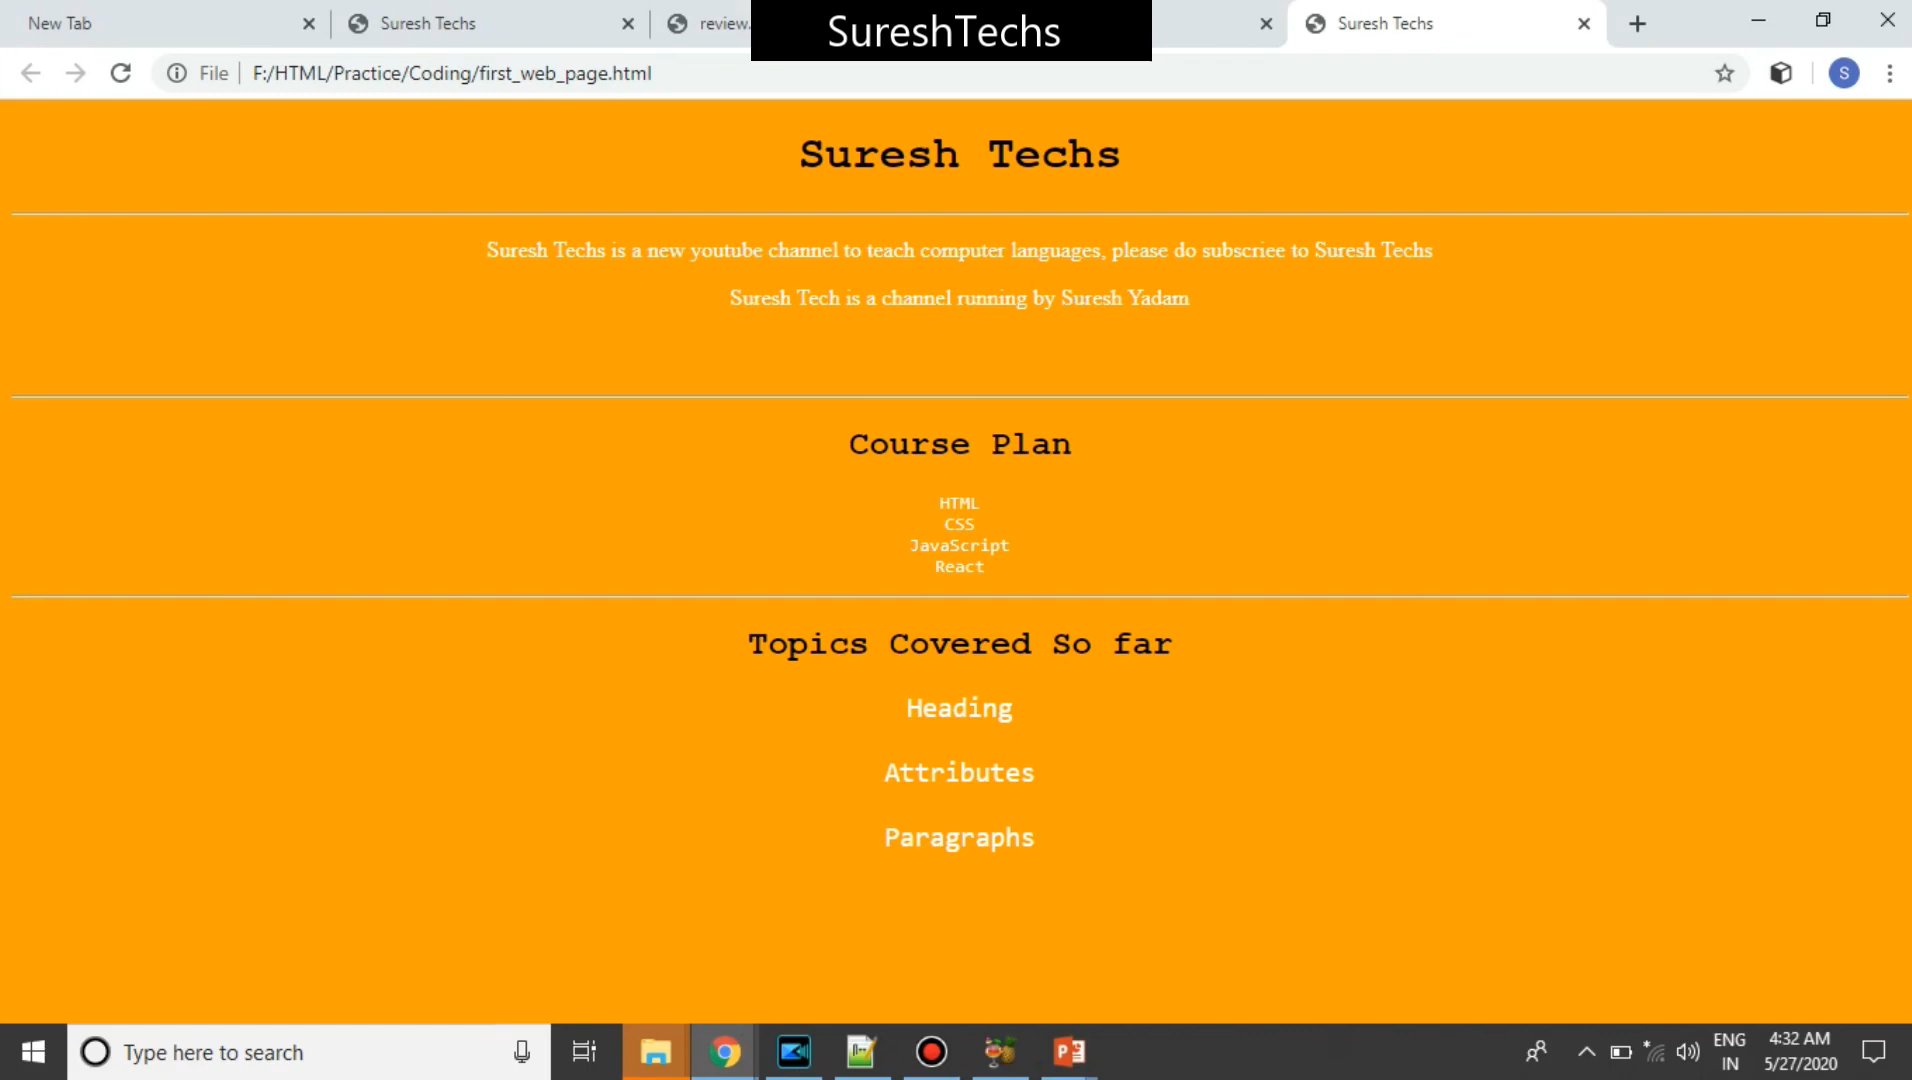 New Tab
Suresh Techs
review.
SureshTechs
Suresh Techs
File
F:/HTML/Practice/Coding/first_web_page.html
S
Suresh Techs
Suresh Techs is a new youtube channel to teach computer languages, please do subscriee to Suresh Techs
Suresh Tech is a channel running by Suresh Yadam
Course Plan
HTML
CSS
JavaScript
React
Topics Covered So far
Heading
Attributes
Paragraphs
Type here to search
ENG
IN
4:32 AM
5/27/2020